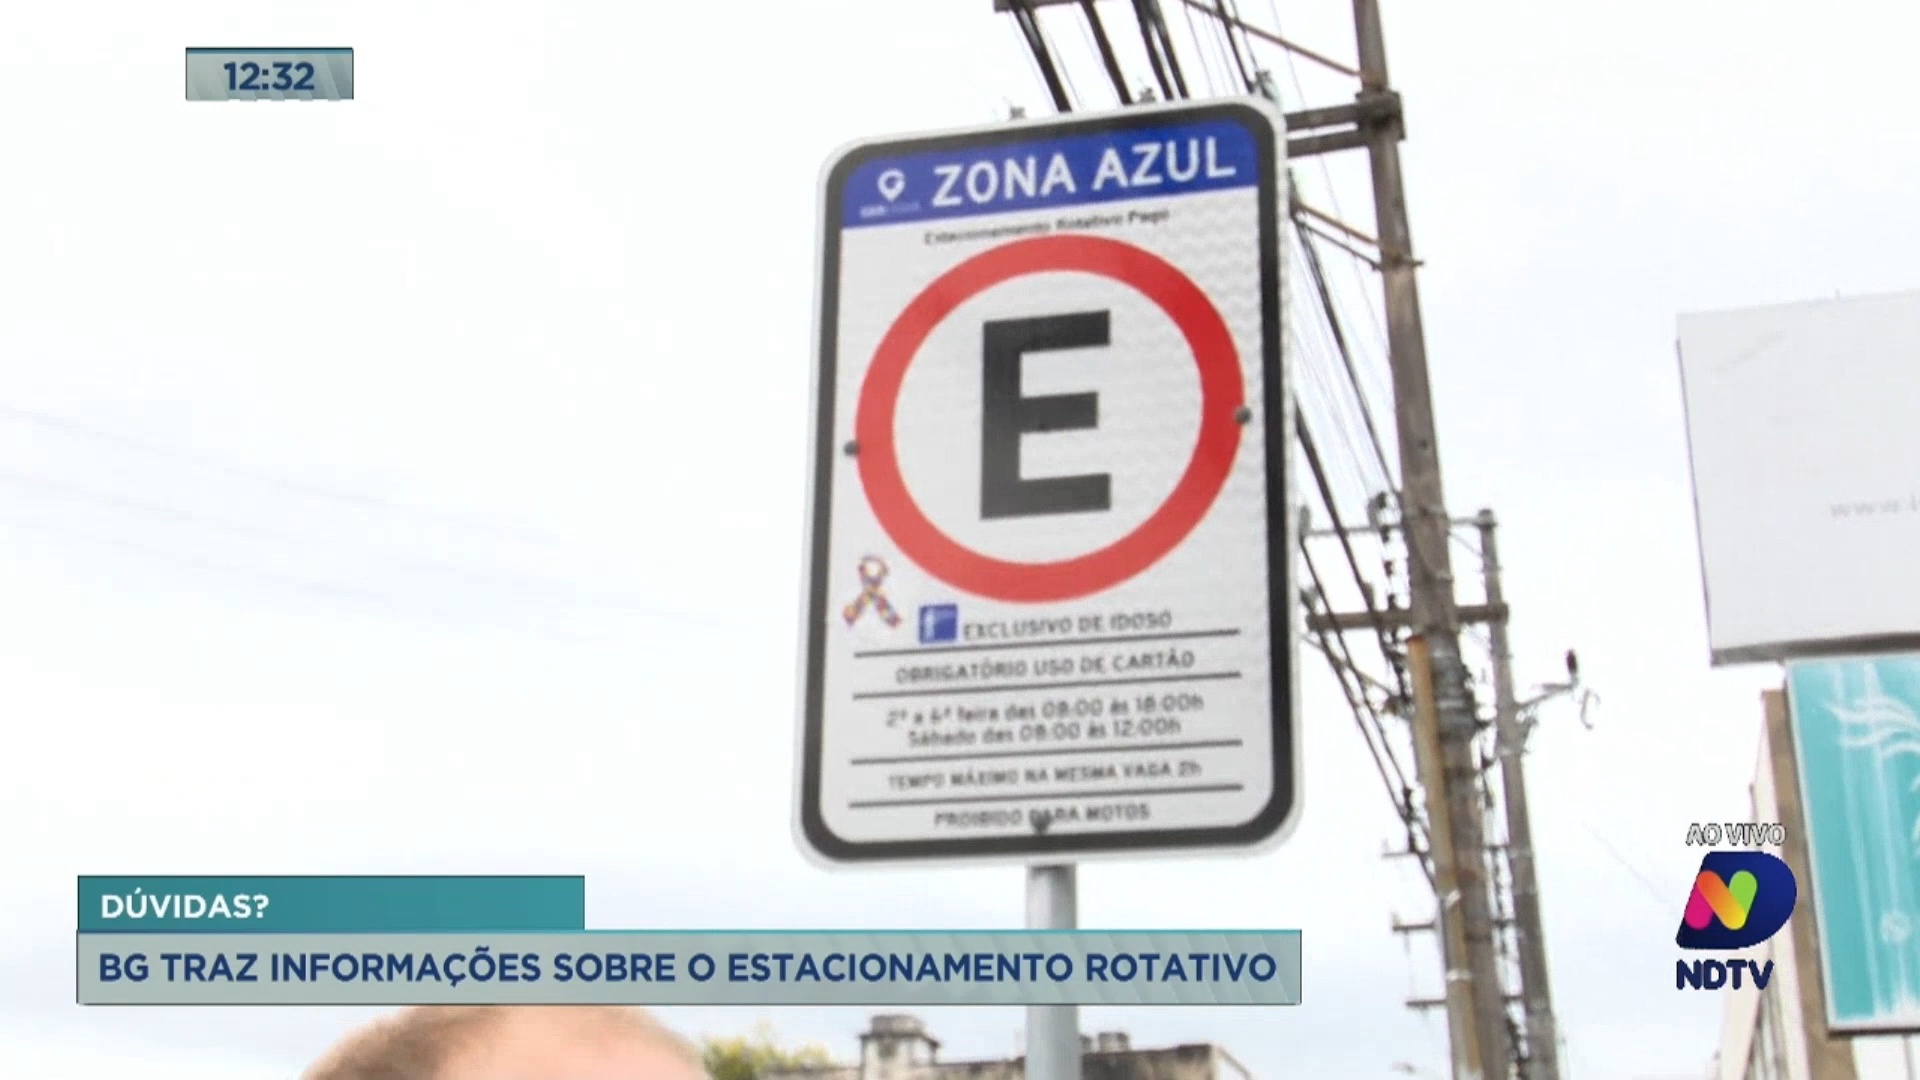 12:32
ZONA AZUL
Estacionamento Rotativo Pago
E
EXCLUSIVO DE IDOSO
OBRIGATÓRIO USO DE CARTÃO
2ª a 6ª feira das 08:00 às 18:00h
Sábado das 08:00 às 12:00h
TEMPO MÁXIMO NA MESMA VAGA 2h
PROIBIDO PARA MOTOS
AO VIVO
NDTV
DÚVIDAS?
BG TRAZ INFORMAÇÕES SOBRE O ESTACIONAMENTO ROTATIVO